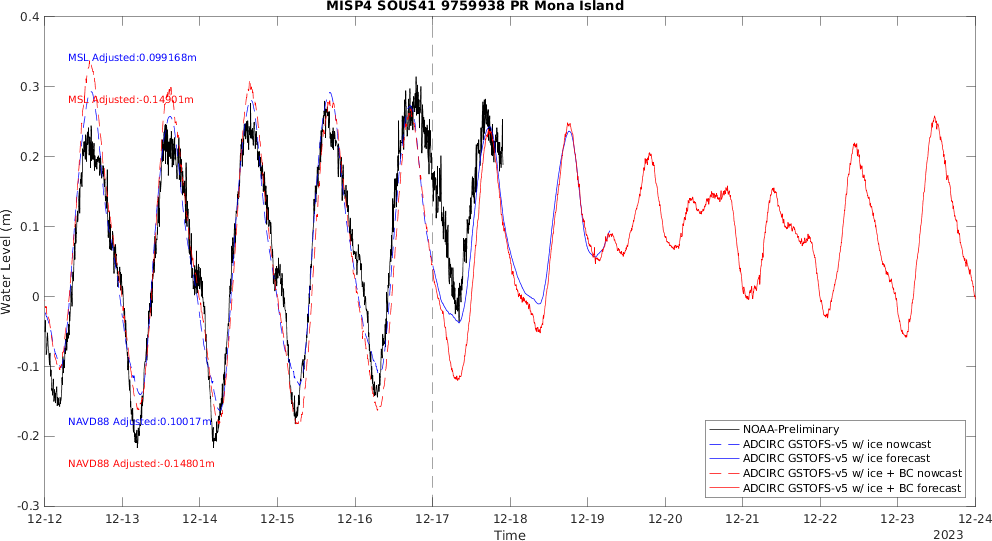 MISP4 SOUS41 9759938 PR Mona Island
0.4
0.3
0.2
0.1
0
-0.1
-0.2
-0.3
Water Level (m)
MSL Adjusted:0.099168m
MSL Adjusted:-0.14901m
NAVD88 Adjusted:0.10017m
NAVD88 Adjusted:-0.14801m
NOAA-Preliminary
ADCIRC GSTOFS-v5 w/ ice nowcast
ADCIRC GSTOFS-v5 w/ ice forecast
ADCIRC GSTOFS-v5 w/ ice + BC nowcast
ADCIRC GSTOFS-v5 w/ ice + BC forecast
12-12 12-13 12-14 12-15 12-16 12-17 12-18 12-19 12-20 12-21 12-22 12-23 12-24
Time
2023